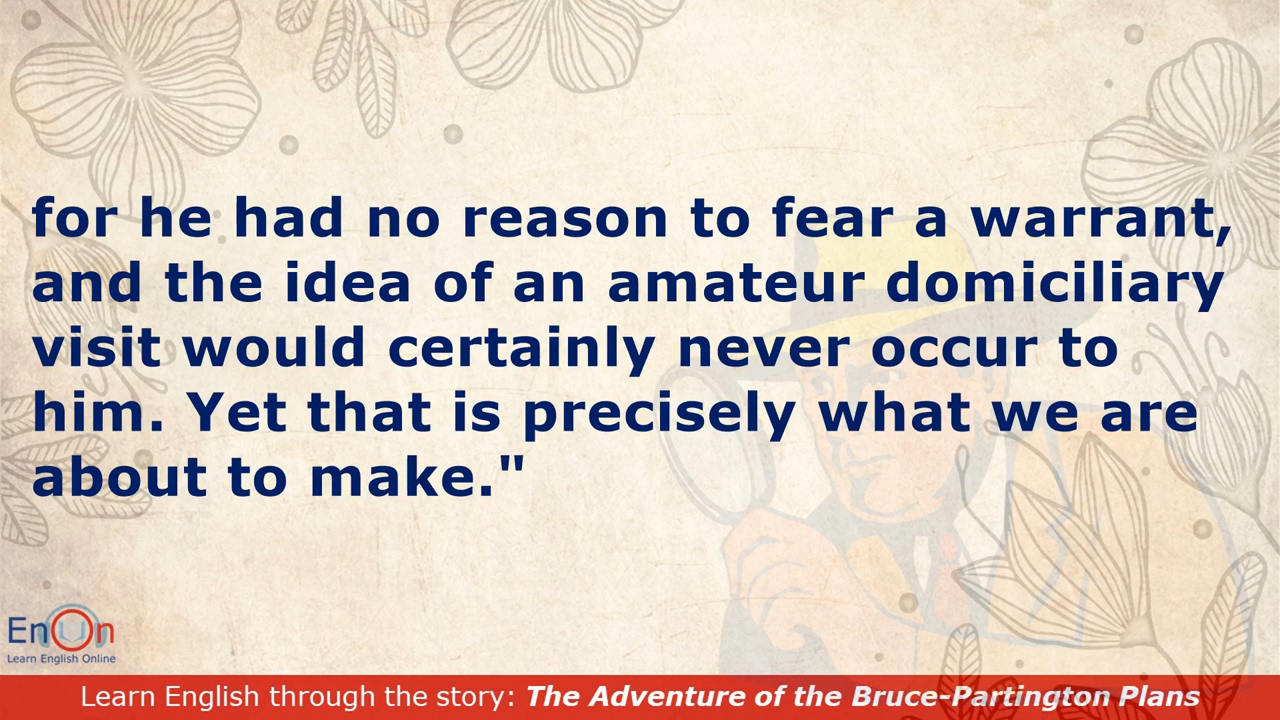 for he had no reason to fear a warrant,
and the idea of an amateur domiciliary
visit would certainly never occur to
him. Yet that is precisely what we are
about to make."
EnOn
Learn English Online
Learn English through the story: The Adventure of the Bruce-Partington Plans